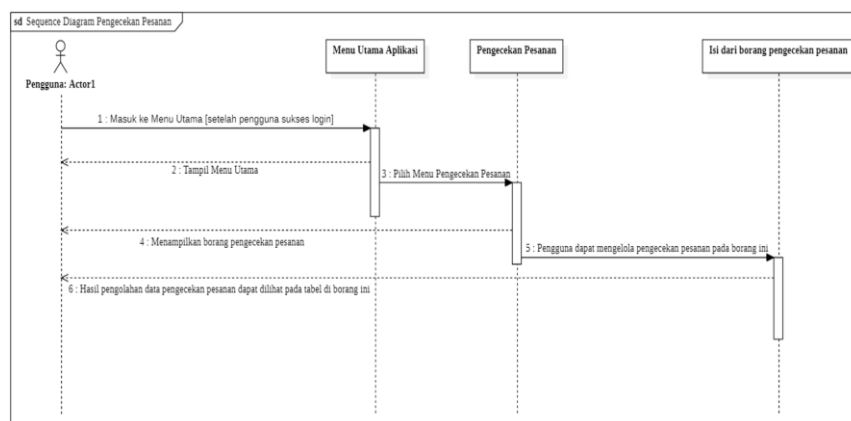 sd Sequence Diagram Pengecekan Pesanan
Pengguna: Actor1
Menu Utama Aplikasi
Pengecekan Pesanan
Isi dari borang pengecekan pesanan
1 : Masuk ke Menu Utama [setelah pengguna sukses login]
2 : Tampil Menu Utama
3 : Pilih Menu Pengecekan Pesanan
4 : Menampilkan borang pengecekan pesanan
5 : Pengguna dapat mengelola pengecekan pesanan pada borang ini
6 : Hasil pengolahan data pengecekan pesanan dapat dilihat pada tabel di borang ini